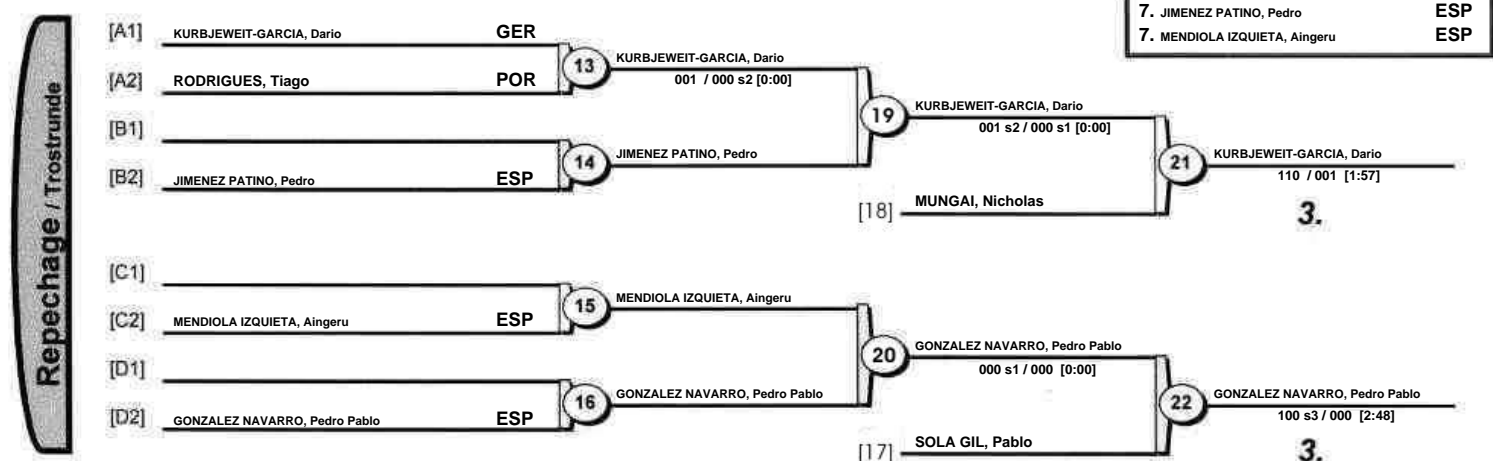 7. JIMENEZ PATINO, Pedro ESP
7. MENDIOLA IZQUIETA, Aingeru ESP
Repechage / Trostrunde
[A1] KURBJEWEIT-GARCIA, Dario GER
13 KURBJEWEIT-GARCIA, Dario
001 / 000 s2 [0:00]
[A2] RODRIGUES, Tiago POR
19 KURBJEWEIT-GARCIA, Dario
001 s2 / 000 s1 [0:00]
[B1]
14 JIMENEZ PATINO, Pedro
21 KURBJEWEIT-GARCIA, Dario
110 / 001 [1:57]
[B2] JIMENEZ PATINO, Pedro ESP
[18] MUNGAI, Nicholas
3.
[C1]
15 MENDIOLA IZQUIETA, Aingeru
[C2] MENDIOLA IZQUIETA, Aingeru ESP
20 GONZALEZ NAVARRO, Pedro Pablo
000 s1 / 000 [0:00]
[D1]
16 GONZALEZ NAVARRO, Pedro Pablo
22 GONZALEZ NAVARRO, Pedro Pablo
100 s3 / 000 [2:48]
[D2] GONZALEZ NAVARRO, Pedro Pablo ESP
[17] SOLA GIL, Pablo
3.